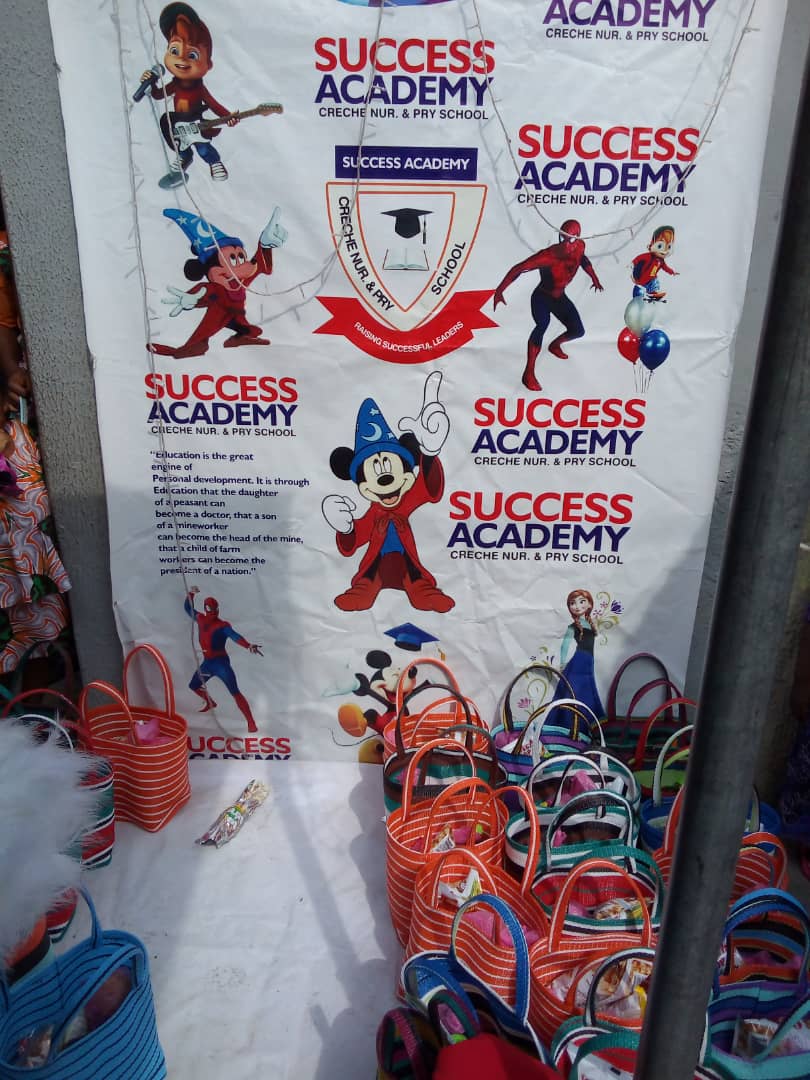 ACADEMY
CRECHE NUR. & PRY SCHOOL
SUCCESS
ACADEMY
CRECHE NUR. & PRY SCHOOL
SUCCESS
ACADEMY
CRECHE NUR. & PRY SCHOOL
SUCCESS ACADEMY
CRECHE NUR. & PRY
SCHOOL
RAISING SUCCESSFUL LEADERS
SUCCESS
ACADEMY
CRECHE NUR. & PRY SCHOOL
SUCCESS
ACADEMY
CRECHE NUR. & PRY SCHOOL
"Education is the great
engine of
Personal development. It is through
Education that the daughter
of a peasant can
become a doctor, that a son
of a mineworker
can become the head of the mine,
that a child of farm
workers can become the
president of a nation."
SUCCESS
ACADEMY
CRECHE NUR. & PRY SCHOOL
SUCCESS